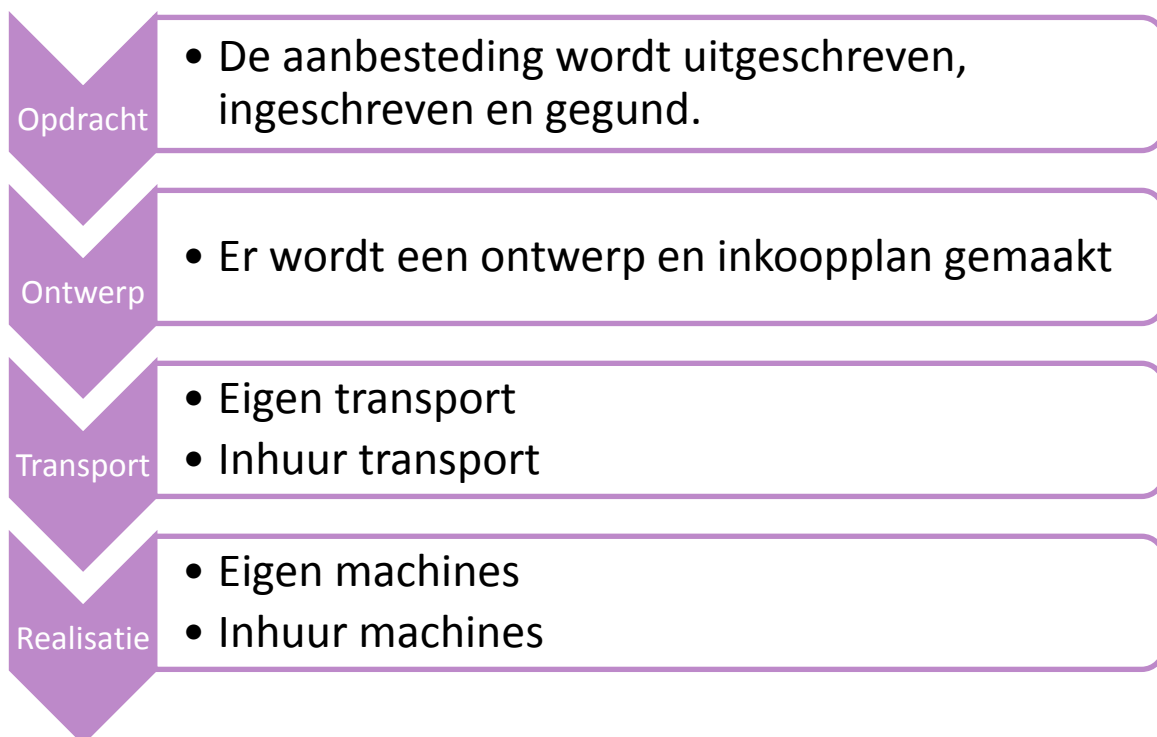 Opdracht
• De aanbesteding wordt uitgeschreven,
ingeschreven en gegund.
Ontwerp
• Er wordt een ontwerp en inkoopplan gemaakt
Transport
• Eigen transport
• Inhuur transport
Realisatie
• Eigen machines
• Inhuur machines